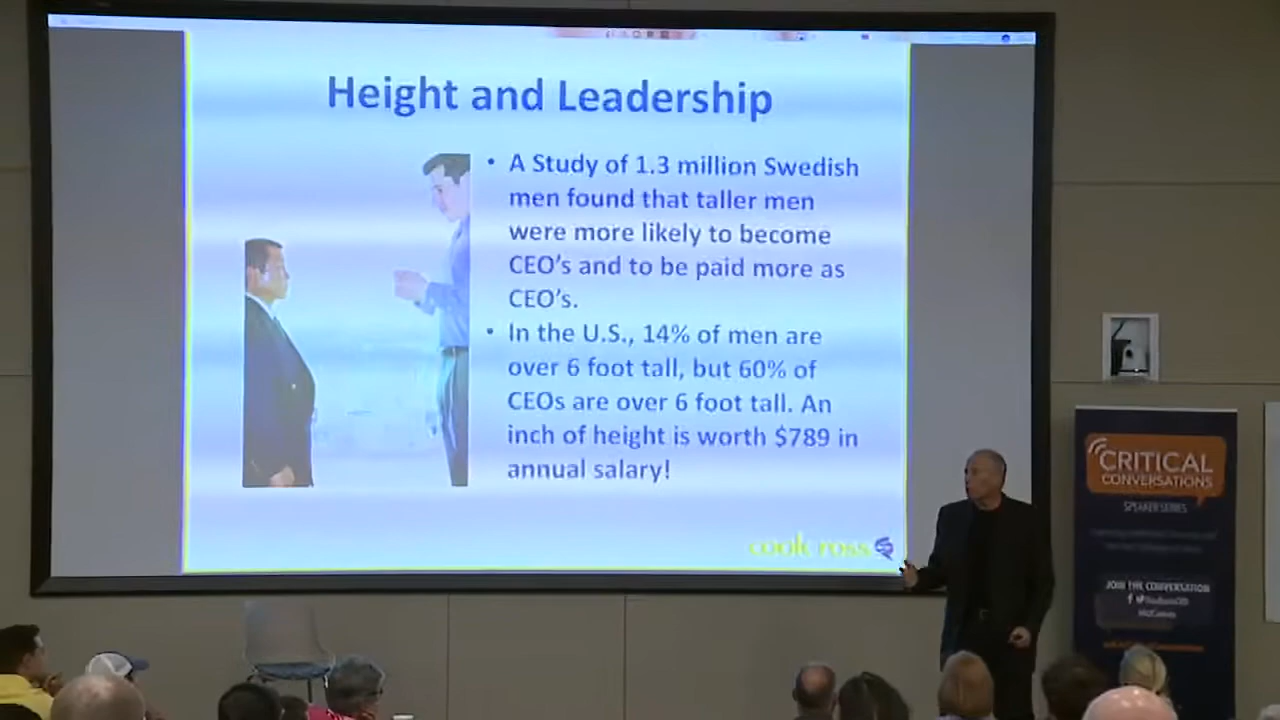 Height and Leadership
• A Study of 1.3 million Swedish
men found that taller men
were more likely to become
CEO's and to be paid more as
CEO's.
• In the U.S., 14% of men are
over 6 foot tall, but 60% of
CEOs are over 6 foot tall. An
inch of height is worth $789 in
annual salary!
cook ross
CRITICAL
CONVERSATIONS
SPEAKER SERIES
JOIN THE CONVERSATION